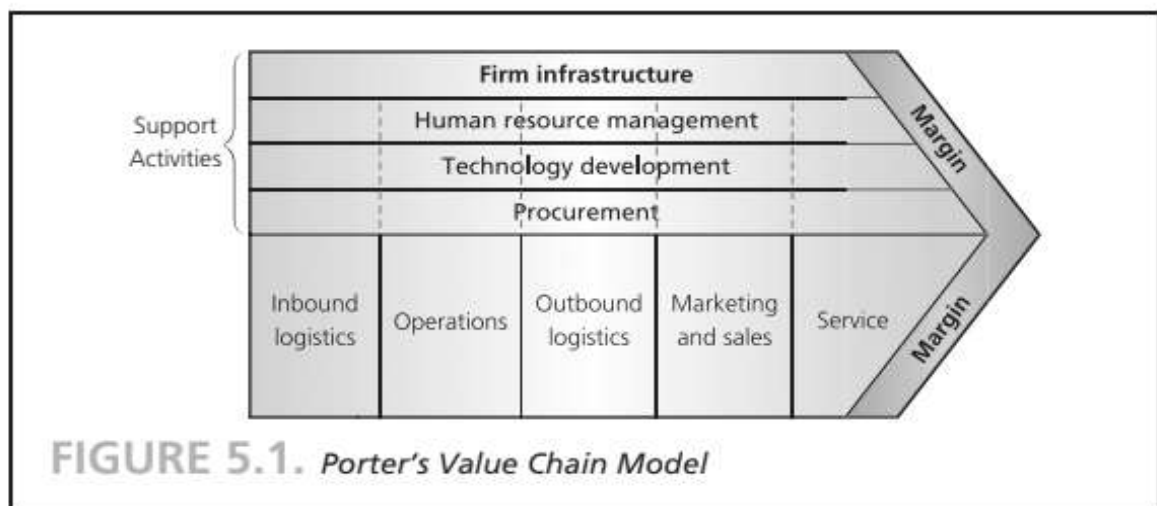 Firm infrastructure
Human resource management
Technology development
Procurement
Support
Activities
Margin
Inbound
logistics
Operations
Outbound
logistics
Marketing
and sales
Service
Margin
FIGURE 5.1. Porter's Value Chain Model